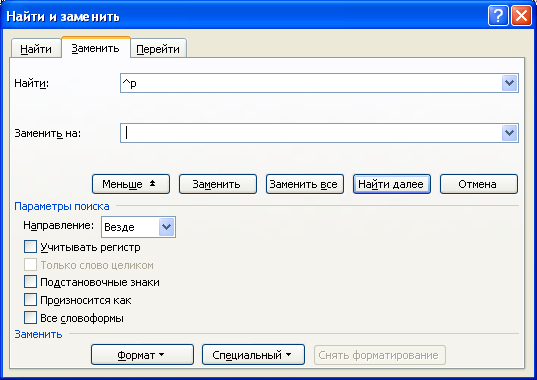 Найти и заменить
Найти Заменить Перейти
Найти: ^p
Заменить на:
Меньше Заменить Заменить все Найти далее Отмена
Параметры поиска
Направление: Везде
Учитывать регистр
Только слово целиком
Подстановочные знаки
Произносится как
Все словоформы
Заменить
Формат Специальный Снять форматирование